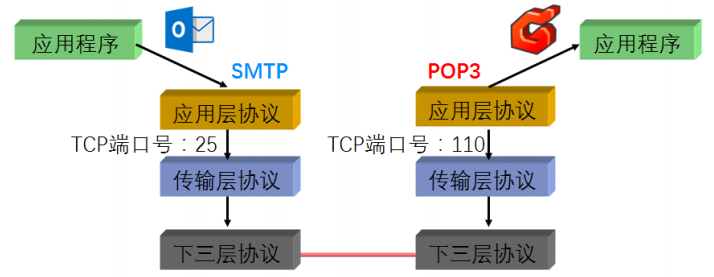 应用程序
应用程序
SMTP
POP3
应用层协议
应用层协议
TCP端口号：25
TCP端口号：110
传输层协议
传输层协议
下三层协议
下三层协议